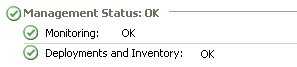 Management Status: OK
Monitoring: OK
Deployments and Inventory: OK